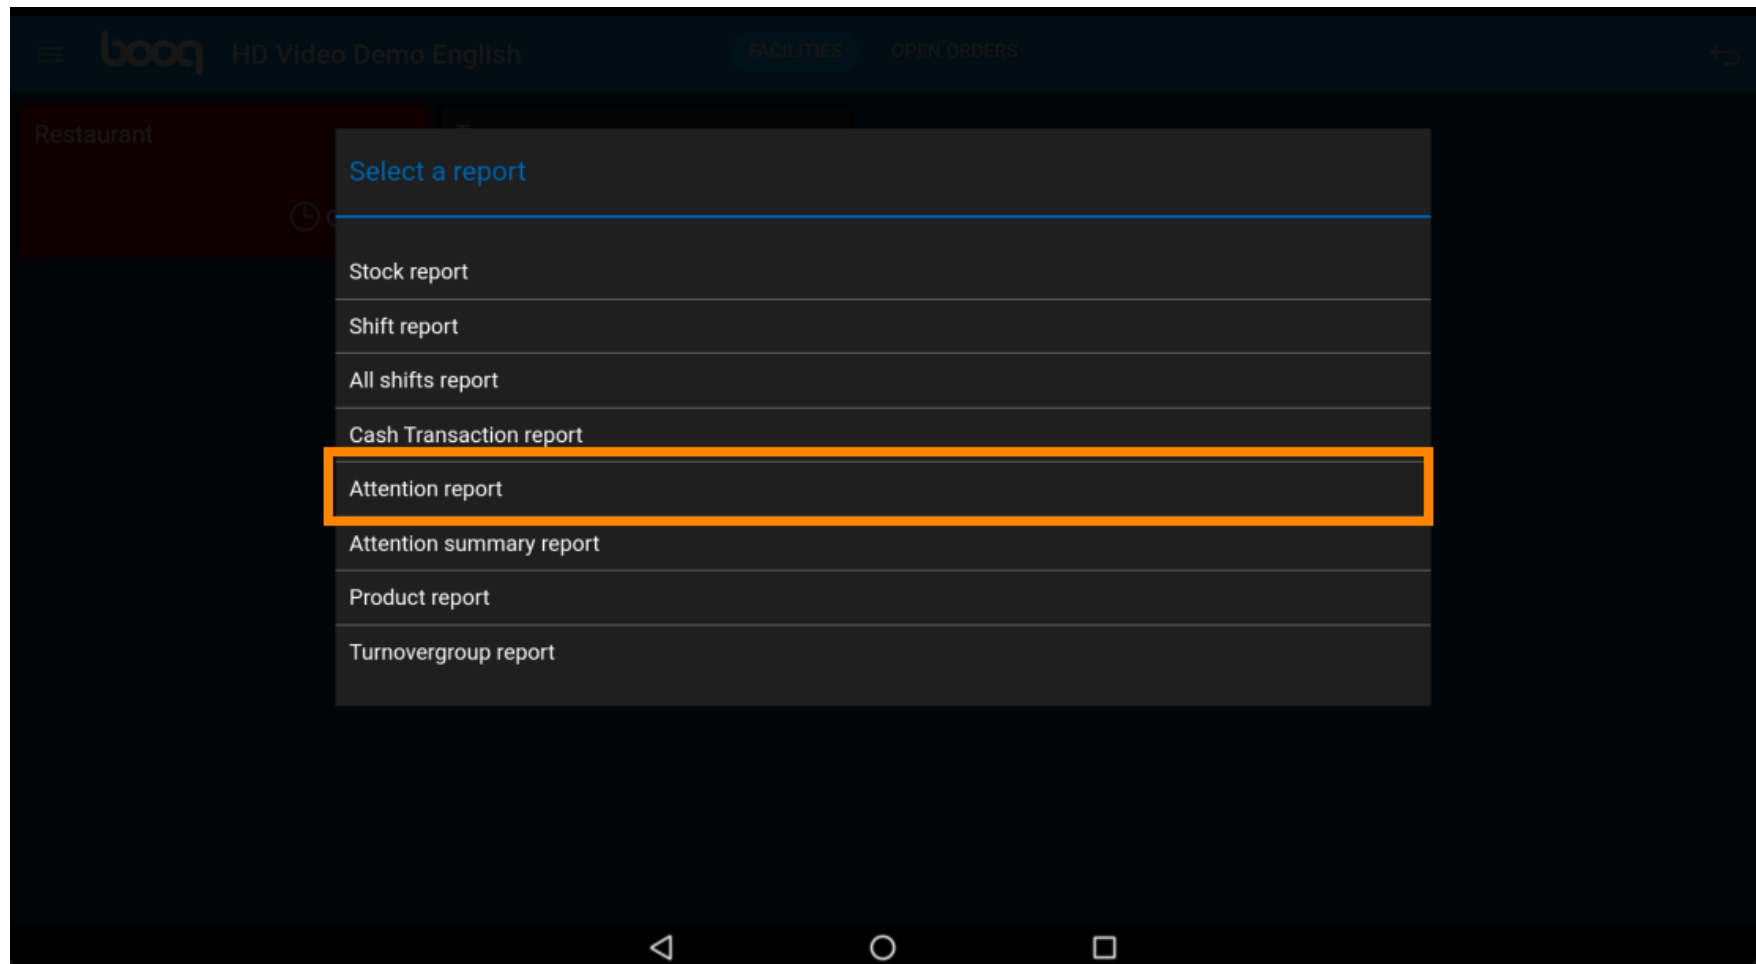 booq HD Video Demo English FACILITIES OPEN ORDERS
Restaurant
Select a report
Stock report
Shift report
All shifts report
Cash Transaction report
Attention report
Attention summary report
Product report
Turnovergroup report